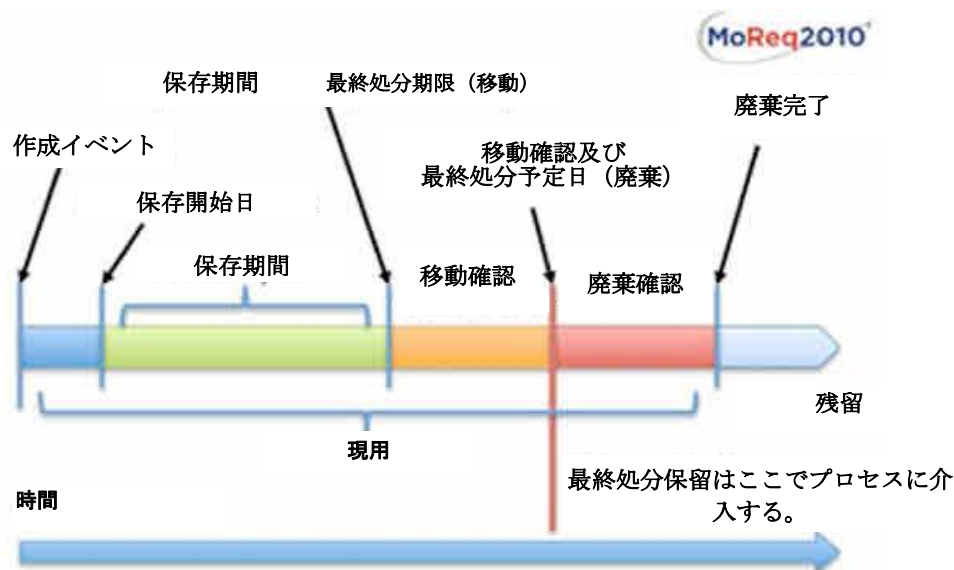 MoReq2010
保存期間
最終処分期限（移動）
廃棄完了
作成イベント
移動確認及び
最終処分予定日（廃棄）
保存開始日
保存期間
移動確認
廃棄確認
残留
現用
最終処分保留はここでプロセスに介
入する。
時間